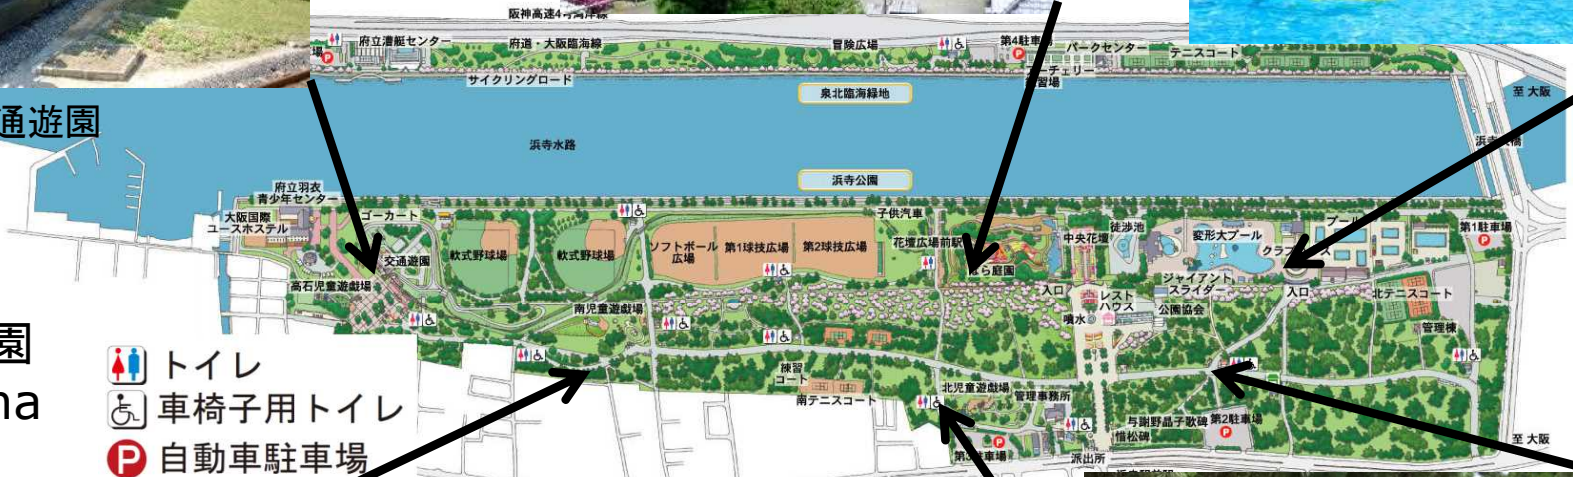 阪神高速4号湾岸線
府立漕艇センター
府道・大阪臨海線
冒険広場
第4駐車場
パークセンター
テニスコート
サイクリングロード
泉北臨海緑地
至 大阪
通遊園
浜寺水路
浜寺公園
府立羽衣
青少年センター
大阪国際
ユースホステル
ゴーカート
交通遊園
高石児童遊戯場
軟式野球場
軟式野球場
南児童遊戯場
ソフトボール
広場
第1球技広場
第2球技広場
子供汽車
花壇広場前駅
ばら庭園
中央花壇
徒渉池
変形大プール
プール
第1駐車場
ジャイアント
スライダー
入口
レスト
ハウス
噴水
公園協会
入口
北テニスコート
管理棟
練習
コート
南テニスコート
北児童遊戯場
管理事務所
与謝野晶子歌碑
第2駐車場
惜松碑
派出所
至 大阪
園
na
トイレ
車椅子用トイレ
P 自動車駐車場